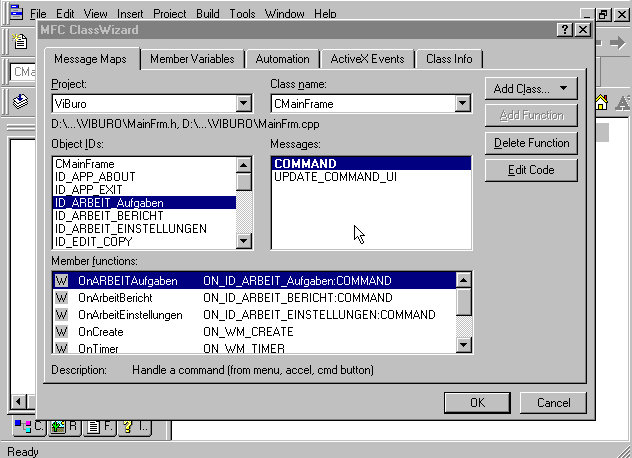 File Edit View Insert Project Build Tools Window Help
MFC ClassWizard
Message Maps Member Variables Automation ActiveX Events Class Info
Project: Class name:
ViBuro CMainFrame
Add Class...
D:\...\VIBURO\MainFrm.h, D:\...\VIBURO\MainFrm.cpp
Add Function
Object IDs: Messages:
Delete Function
Edit Code
CMainFrame
ID_APP_ABOUT
ID_APP_EXIT
ID_ARBEIT_Aufgaben
ID_ARBEIT_BERICHT
ID_ARBEIT_EINSTELLUNGEN
ID_EDIT_COPY
COMMAND
UPDATE_COMMAND_UI
Member functions:
W OnARBEITAufgaben ON_ID_ARBEIT_Aufgaben:COMMAND
W OnArbeitBericht ON_ID_ARBEIT_BERICHT:COMMAND
W OnArbeitEinstellungen ON_ID_ARBEIT_EINSTELLUNGEN:COMMAND
W OnCreate ON_WM_CREATE
W OnTimer ON_WM_TIMER
Description: Handle a command (from menu, accel, cmd button)
OK Cancel
C. R F. I..
Ready